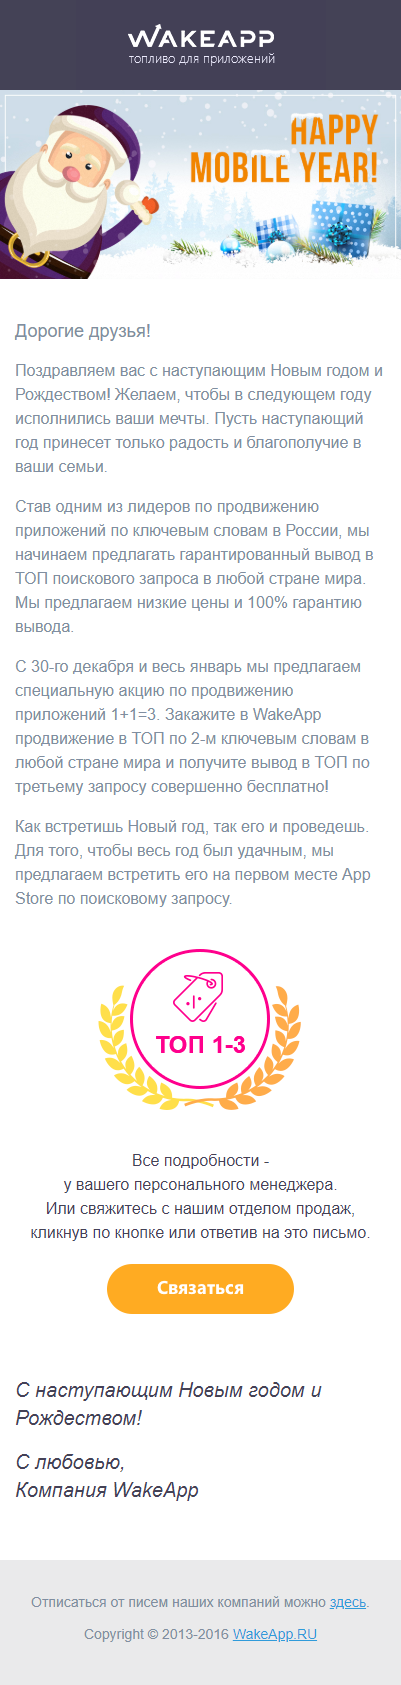 WAKEAPP
топливо для приложений
HAPPY
MOBILE YEAR!
Дорогие друзья!
Поздравляем вас с наступающим Новым годом и
Рождеством! Желаем, чтобы в следующем году
исполнились ваши мечты. Пусть наступающий
год принесет только радость и благополучие в
ваши семьи.
Став одним из лидеров по продвижению
приложений по ключевым словам в России, мы
начинаем предлагать гарантированный вывод в
ТОП поискового запроса в любой стране мира.
Мы предлагаем низкие цены и 100% гарантию
вывода.
С 30-го декабря и весь январь мы предлагаем
специальную акцию по продвижению
приложений 1+1=3. Закажите в WakeApp
продвижение в ТОП по 2-м ключевым словам в
любой стране мира и получите вывод в ТОП по
третьему запросу совершенно бесплатно!
Как встретишь Новый год, так его и проведешь.
Для того, чтобы весь год был удачным, мы
предлагаем встретить его на первом месте App
Store по поисковому запросу.
ТОП 1-3
Все подробности -
у вашего персонального менеджера.
Или свяжитесь с нашим отделом продаж,
кликнув по кнопке или ответив на это письмо.
Связаться
С наступающим Новым годом и
Рождеством!
С любовью,
Компания WakeApp
Отписаться от писем наших компаний можно здесь.
Copyright © 2013-2016 WakeApp.RU